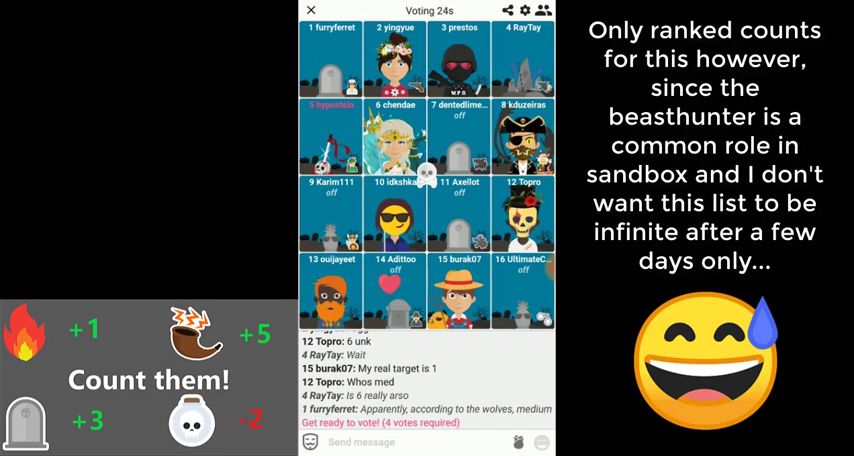 Voting 24s
1 furryferret
2 yingyue
3 prestos
4 RayTay
W.P.O.
5 hypostein
6 chendae
7 dentedlime...
off
8 kduzeiras
9 Karim111
off
10 idkshka
11 Axellot
off
12 Topro
13 ouijayeet
14 Adittoo
off
15 burak07
16 UltimateC...
off
12 Topro: 6 unk
4 RayTay: Wait
15 burak07: My real target is 1
12 Topro: Whos med
4 RayTay: Is 6 really arso
1 furryferret: Apparently, according to the wolves, medium
Get ready to vote! (4 votes required)
Send message
+1
+5
Count them!
+3
-2
Only ranked counts
for this however,
since the
beasthunter is a
common role in
sandbox and I don't
want this list to be
infinite after a few
days only...